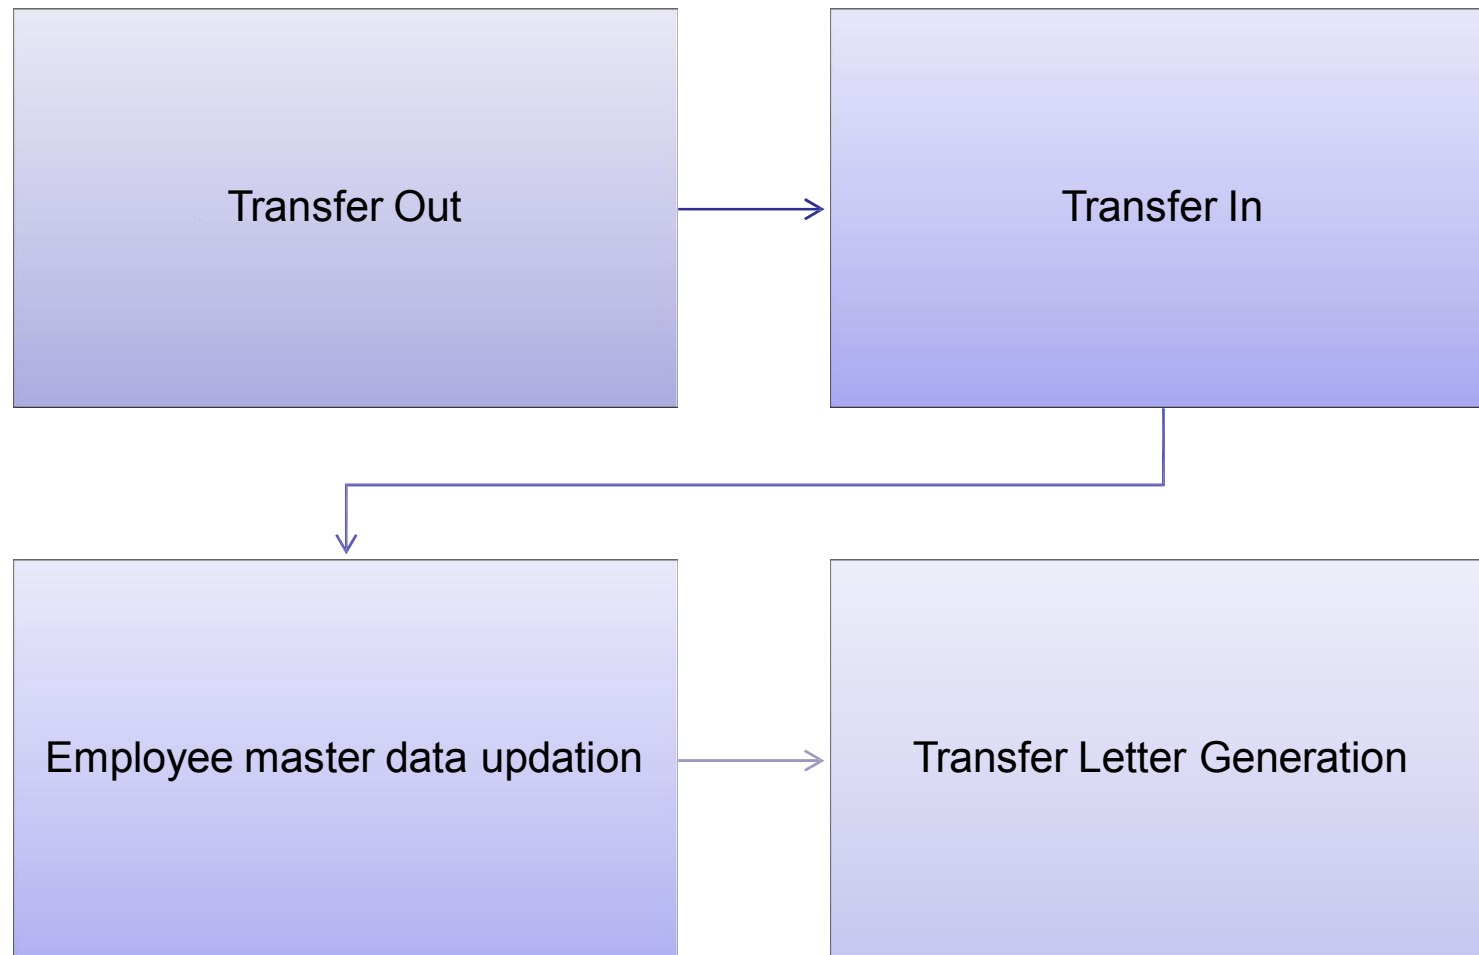 Transfer Out
Transfer In
Employee master data updation
Transfer Letter Generation